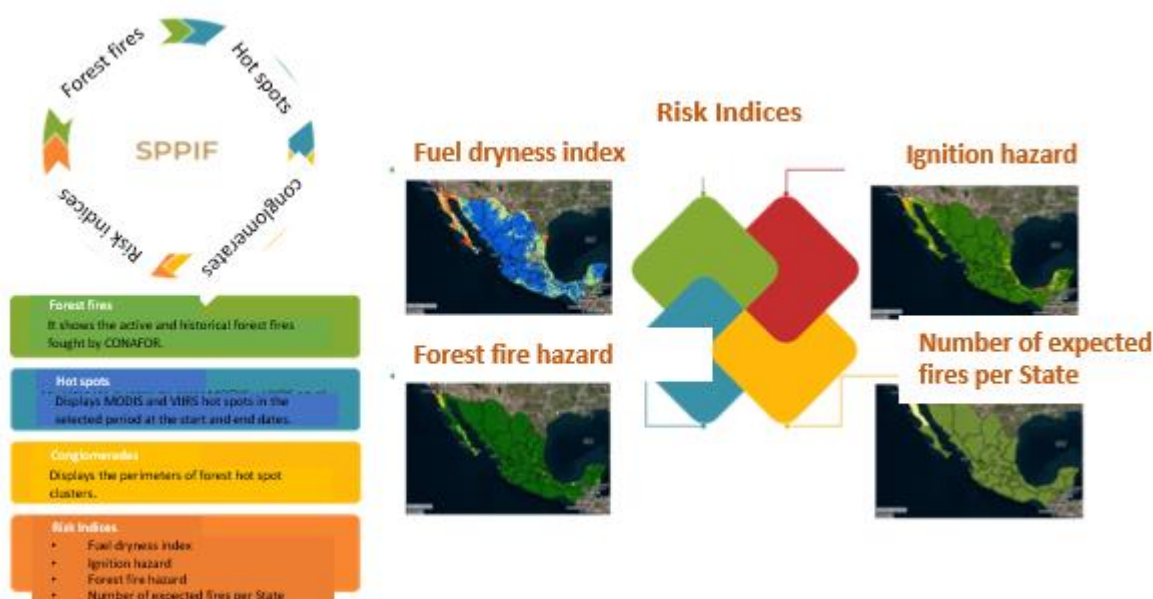 Forest fires
Hot spots
SPPIF
Risk indices
conglomerates
Forest fires
It shows the active and historical forest fires
fought by CONAFOR.
Hot spots
Displays MODIS and VIIRS hot spots in the
selected period at the start and end dates.
Conglomerades
Displays the perimeters of forest hot spot
clusters.
Risk Indices
• Fuel dryness index
• Ignition hazard
• Forest fire hazard
• Number of expected fires per State
Risk Indices
Fuel dryness index
Ignition hazard
Forest fire hazard
Number of expected
fires per State